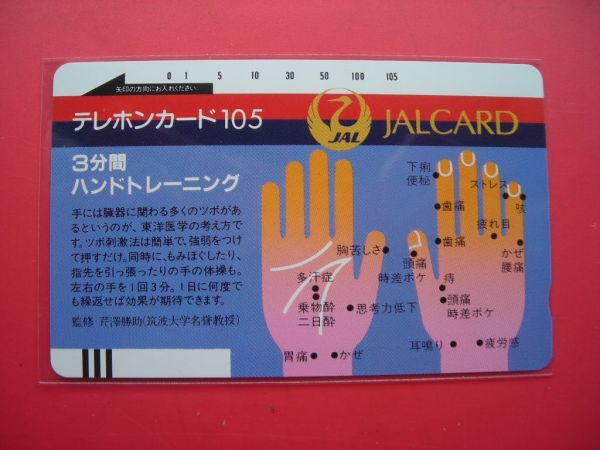 0 1 5 10 30 50 100 105
矢印の方向にお入れください
テレホンカード105
JAL
JALCARD
3分間
ハンドトレーニング
手には臓器に関わる多くのツボがあ
るというのが、東洋医学の考え方で
す。ツボ刺激法は簡単で、強弱をつけ
て押すだけ。同時に、もみほぐしたり、
指先を引っ張ったりの手の体操も。
左右の手を1回3分。1日に何度で
も繰返せば効果が期待できます。
監修 芹澤勝助(筑波大学名誉教授)
下痢
便秘
ストレス
咳
歯痛
疲れ目
歯痛
かぜ
腰痛
胸苦しさ
頭痛
時差ボケ
多汗症
痔
乗物酔
二日酔
思考力低下
頭痛
時差ボケ
胃痛
かぜ
耳鳴り
疲労感